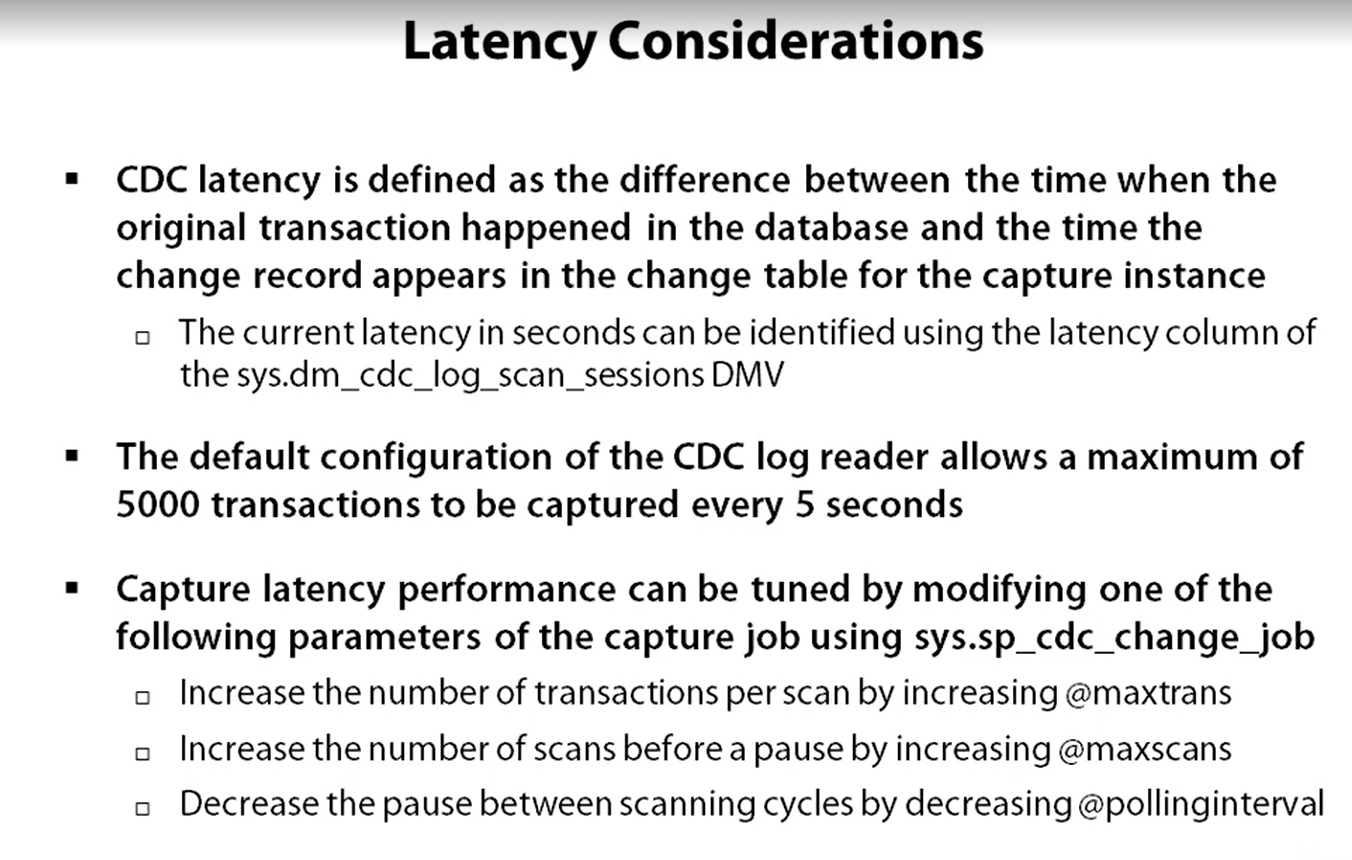 Latency Considerations
▪ CDC latency is defined as the difference between the time when the
original transaction happened in the database and the time the
change record appears in the change table for the capture instance
▫ The current latency in seconds can be identified using the latency column of
the sys.dm_cdc_log_scan_sessions DMV
▪ The default configuration of the CDC log reader allows a maximum of
5000 transactions to be captured every 5 seconds
▪ Capture latency performance can be tuned by modifying one of the
following parameters of the capture job using sys.sp_cdc_change_job
▫ Increase the number of transactions per scan by increasing @maxtrans
▫ Increase the number of scans before a pause by increasing @maxscans
▫ Decrease the pause between scanning cycles by decreasing @pollinginterval